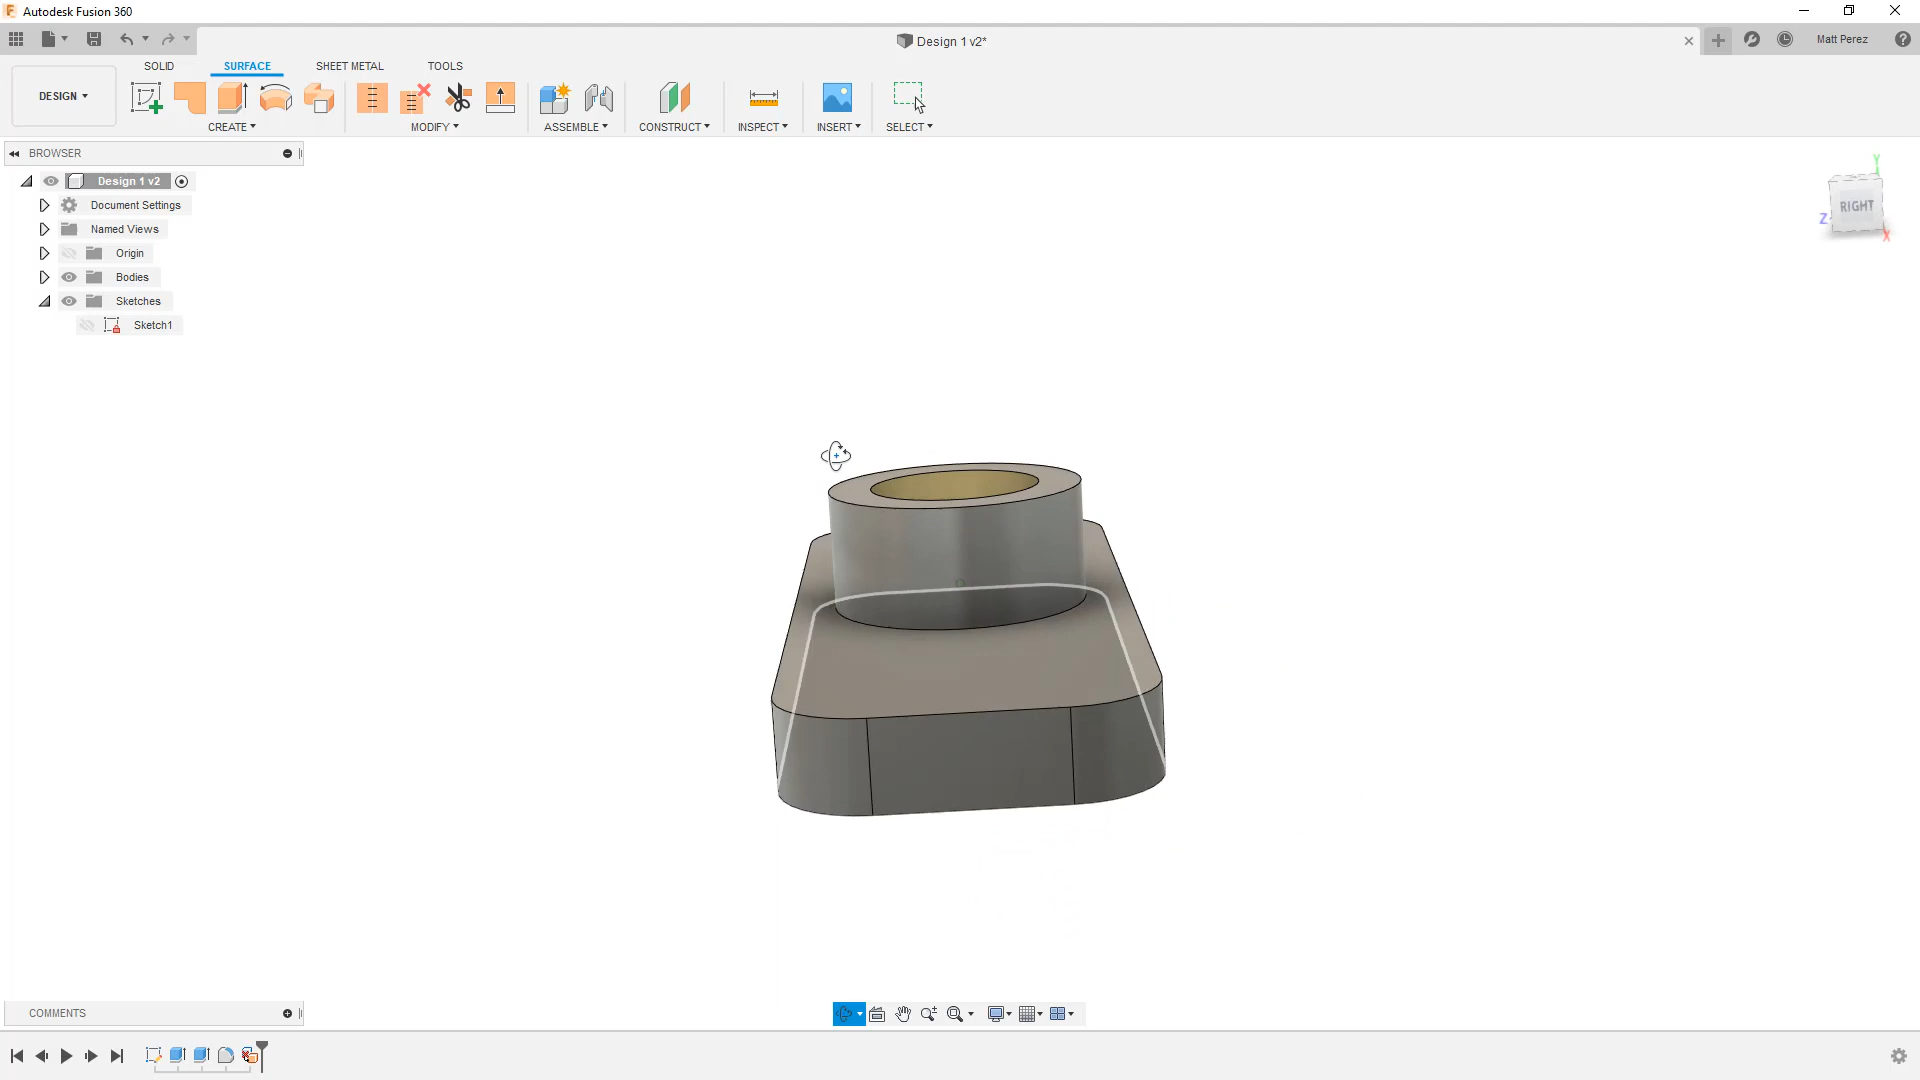 Autodesk Fusion 360
Design 1 v2*
Matt Perez
SOLID
SURFACE
SHEET METAL
TOOLS
DESIGN
CREATE
MODIFY
ASSEMBLE
CONSTRUCT
INSPECT
INSERT
SELECT
BROWSER
Design 1 v2
Document Settings
Named Views
Origin
Bodies
Sketches
Sketch1
Y
RIGHT
Z
X
COMMENTS